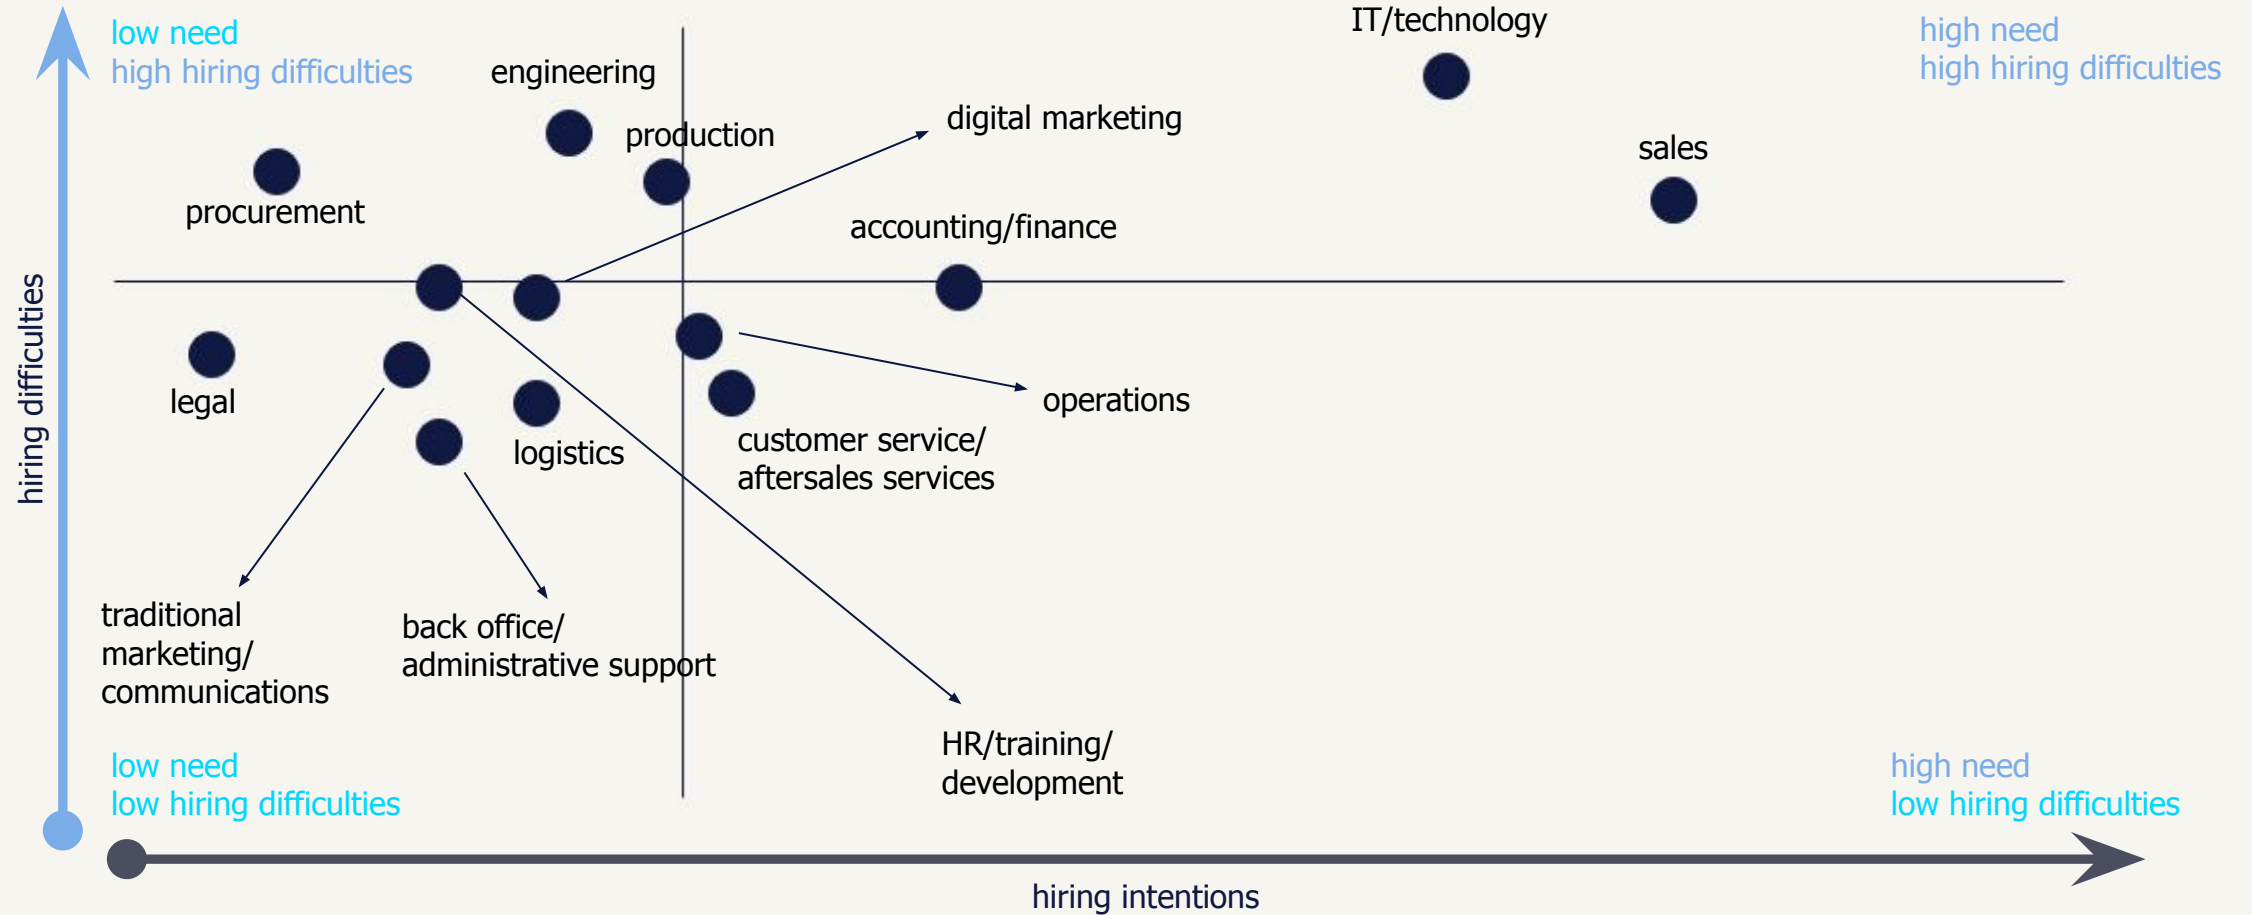 low need
high hiring difficulties
IT/technology
high need
high hiring difficulties
engineering
digital marketing
production
sales
procurement
accounting/finance
hiring difficulties
legal
operations
logistics
customer service/
aftersales services
traditional
marketing/
communications
back office/
administrative support
HR/training/
development
low need
low hiring difficulties
high need
low hiring difficulties
hiring intentions